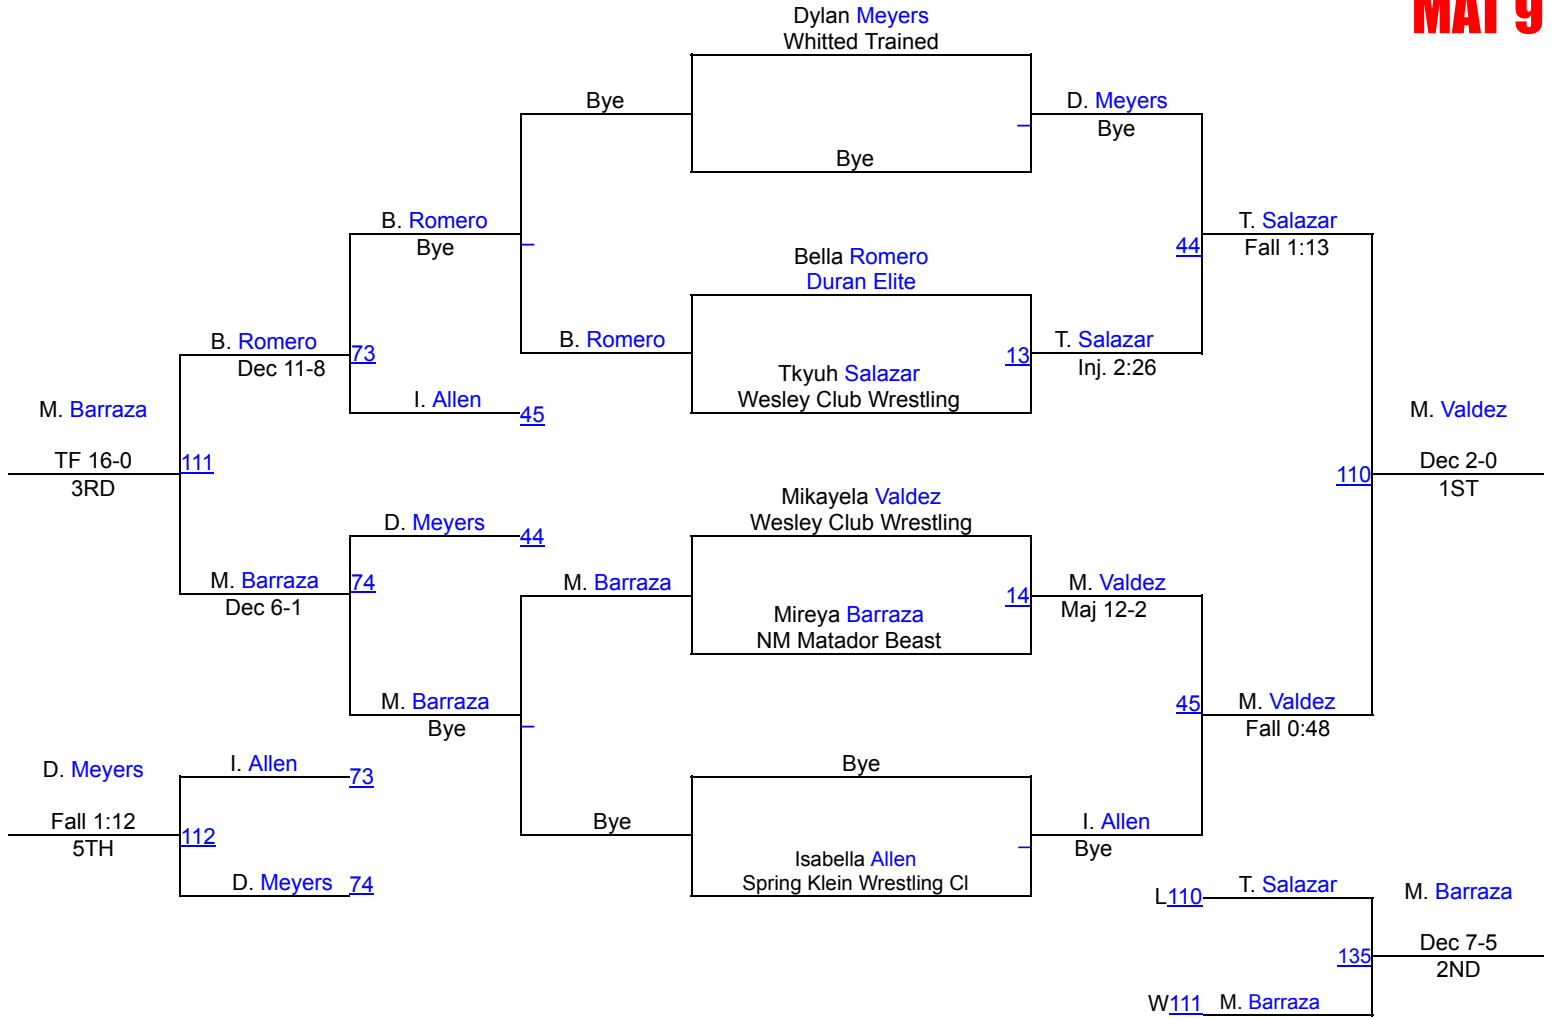 MAT 9
Dylan Meyers
Whitted Trained
Bye
D. Meyers
Bye
Bye
B. Romero
Bye
T. Salazar
Fall 1:13
44
Bella Romero
Duran Elite
B. Romero
Dec 11-8
73
B. Romero
13
T. Salazar
Inj. 2:26
Tkyuh Salazar
Wesley Club Wrestling
I. Allen
45
M. Barraza
TF 16-0
3RD
111
M. Valdez
Dec 2-0
1ST
110
Mikayela Valdez
Wesley Club Wrestling
D. Meyers
44
M. Barraza
Dec 6-1
74
M. Barraza
14
M. Valdez
Maj 12-2
Mireya Barraza
NM Matador Beast
M. Barraza
Bye
45
M. Valdez
Fall 0:48
D. Meyers
Fall 1:12
5TH
I. Allen
73
112
D. Meyers
74
Bye
Bye
I. Allen
Bye
Isabella Allen
Spring Klein Wrestling Cl
L110
T. Salazar
M. Barraza
Dec 7-5
2ND
135
W111
M. Barraza